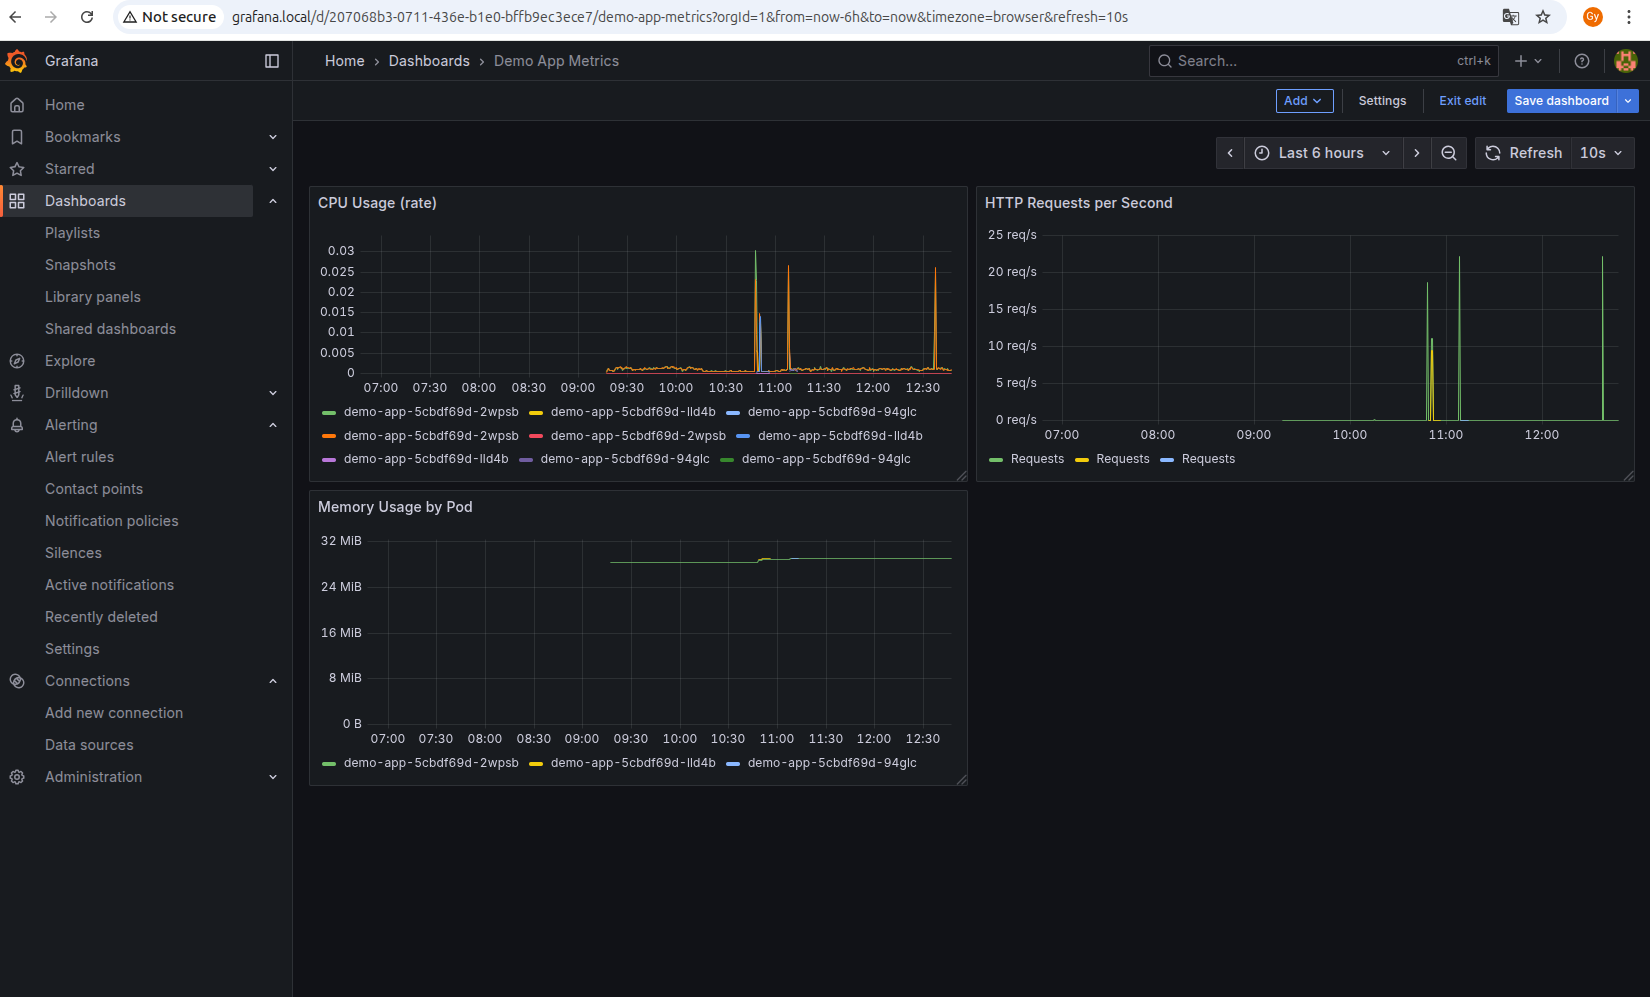 Not secure
grafana.local/d/207068b3-0711-436e-b1e0-bffb9ec3ece7/demo-app-metrics?orgId=1&from=now-6h&to=now&timezone=browser&refresh=10s
Gy
Grafana
Home › Dashboards › Demo App Metrics
Search... ctrl+k
Add
Settings
Exit edit
Save dashboard
Last 6 hours
Refresh
10s
Home
Bookmarks
Starred
Dashboards
Playlists
Snapshots
Library panels
Shared dashboards
Explore
Drilldown
Alerting
Alert rules
Contact points
Notification policies
Silences
Active notifications
Recently deleted
Settings
Connections
Add new connection
Data sources
Administration
CPU Usage (rate)
0.03
0.025
0.02
0.015
0.01
0.005
0
07:00 07:30 08:00 08:30 09:00 09:30 10:00 10:30 11:00 11:30 12:00 12:30
demo-app-5cbdf69d-2wpsb demo-app-5cbdf69d-lld4b demo-app-5cbdf69d-94glc
demo-app-5cbdf69d-2wpsb demo-app-5cbdf69d-2wpsb demo-app-5cbdf69d-lld4b
demo-app-5cbdf69d-lld4b demo-app-5cbdf69d-94glc demo-app-5cbdf69d-94glc
HTTP Requests per Second
25 req/s
20 req/s
15 req/s
10 req/s
5 req/s
0 req/s
07:00 08:00 09:00 10:00 11:00 12:00
Requests Requests Requests
Memory Usage by Pod
32 MiB
24 MiB
16 MiB
8 MiB
0 B
07:00 07:30 08:00 08:30 09:00 09:30 10:00 10:30 11:00 11:30 12:00 12:30
demo-app-5cbdf69d-2wpsb demo-app-5cbdf69d-lld4b demo-app-5cbdf69d-94glc